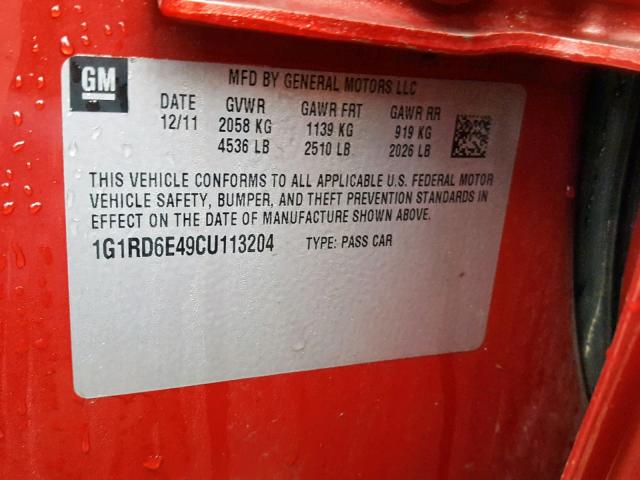 GM
MFD BY GENERAL MOTORS LLC
DATE GVWR GAWR FRT GAWR RR
12/11 2058 KG 1139 KG 919 KG
4536 LB 2510 LB 2026 LB
THIS VEHICLE CONFORMS TO ALL APPLICABLE U.S. FEDERAL MOTOR
VEHICLE SAFETY, BUMPER, AND THEFT PREVENTION STANDARDS IN
EFFECT ON THE DATE OF MANUFACTURE SHOWN ABOVE.
1G1RD6E49CU113204 TYPE: PASS CAR